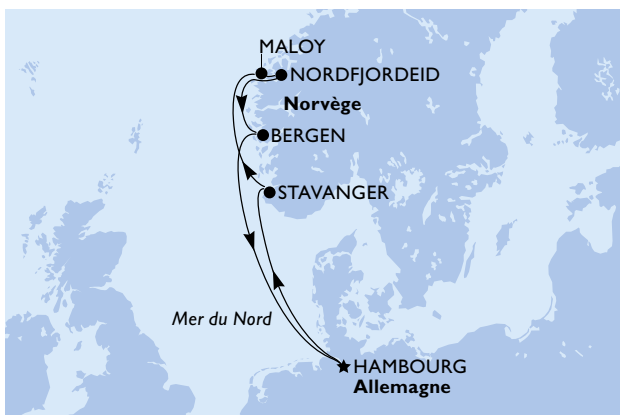 MALOY
NORDFJORDEID
Norvège
BERGEN
STAVANGER
Mer du Nord
HAMBOURG
Allemagne